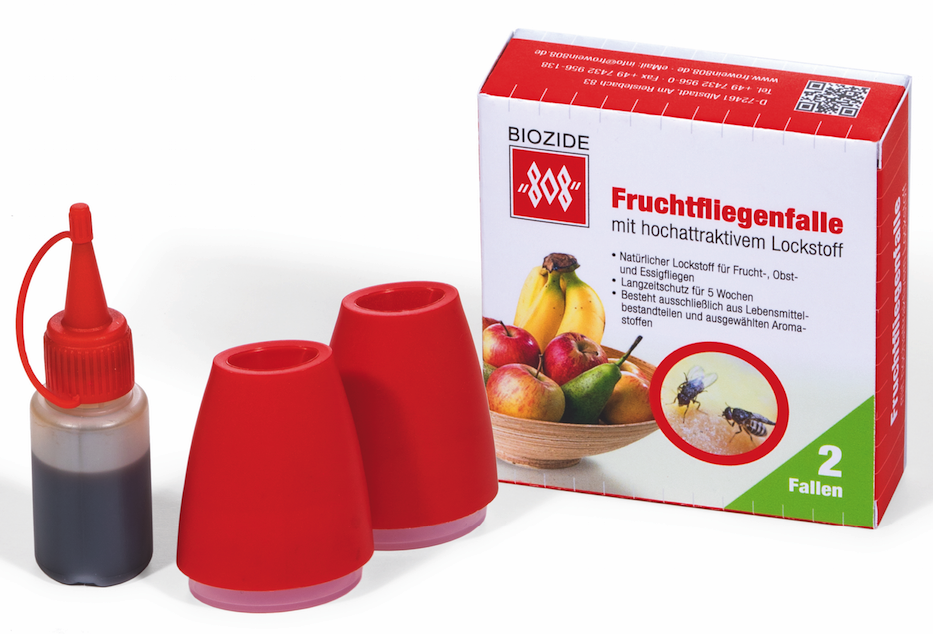 D-72461 Albstadt, Am Reislebach 83
Tel. +49 7432 956-0 · Fax +49 7432 956-138
www.frowein808.de · eMail: info@frowein808.de
BIOZIDE
„808“
Fruchtfliegenfalle
mit hochattraktivem Lockstoff
• Natürlicher Lockstoff für Frucht-, Obst-
und Essigfliegen
• Langzeitschutz für 5 Wochen
• Besteht ausschließlich aus Lebensmittel-
bestandteilen und ausgewählten Aroma-
stoffen
2
Fallen
Fruchtfliegenfalle